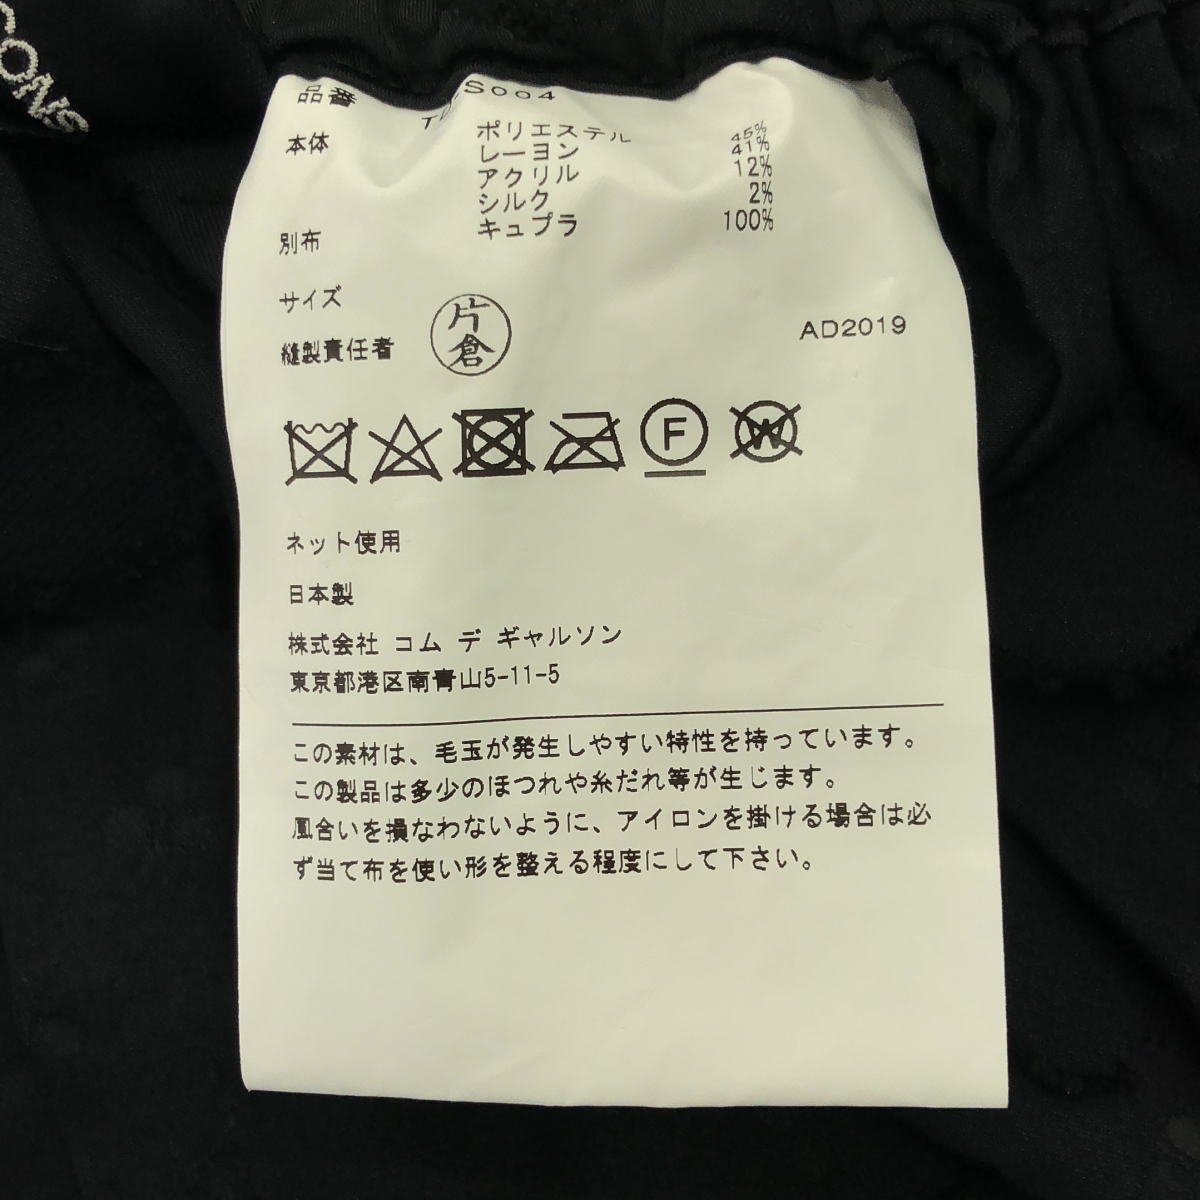 CONS
品番
S004
本体 ポリエステル 45%
レーヨン 41%
アクリル 12%
シルク 2%
別布 キュプラ 100%
サイズ
縫製責任者 片倉 AD2019
F W
ネット使用
日本製
株式会社 コム デ ギャルソン
東京都港区南青山5-11-5
この素材は、毛玉が発生しやすい特性を持っています。
この製品は多少のほつれや糸だれ等が生じます。
風合いを損なわないように、アイロンを掛ける場合は必
ず当て布を使い形を整える程度にして下さい。